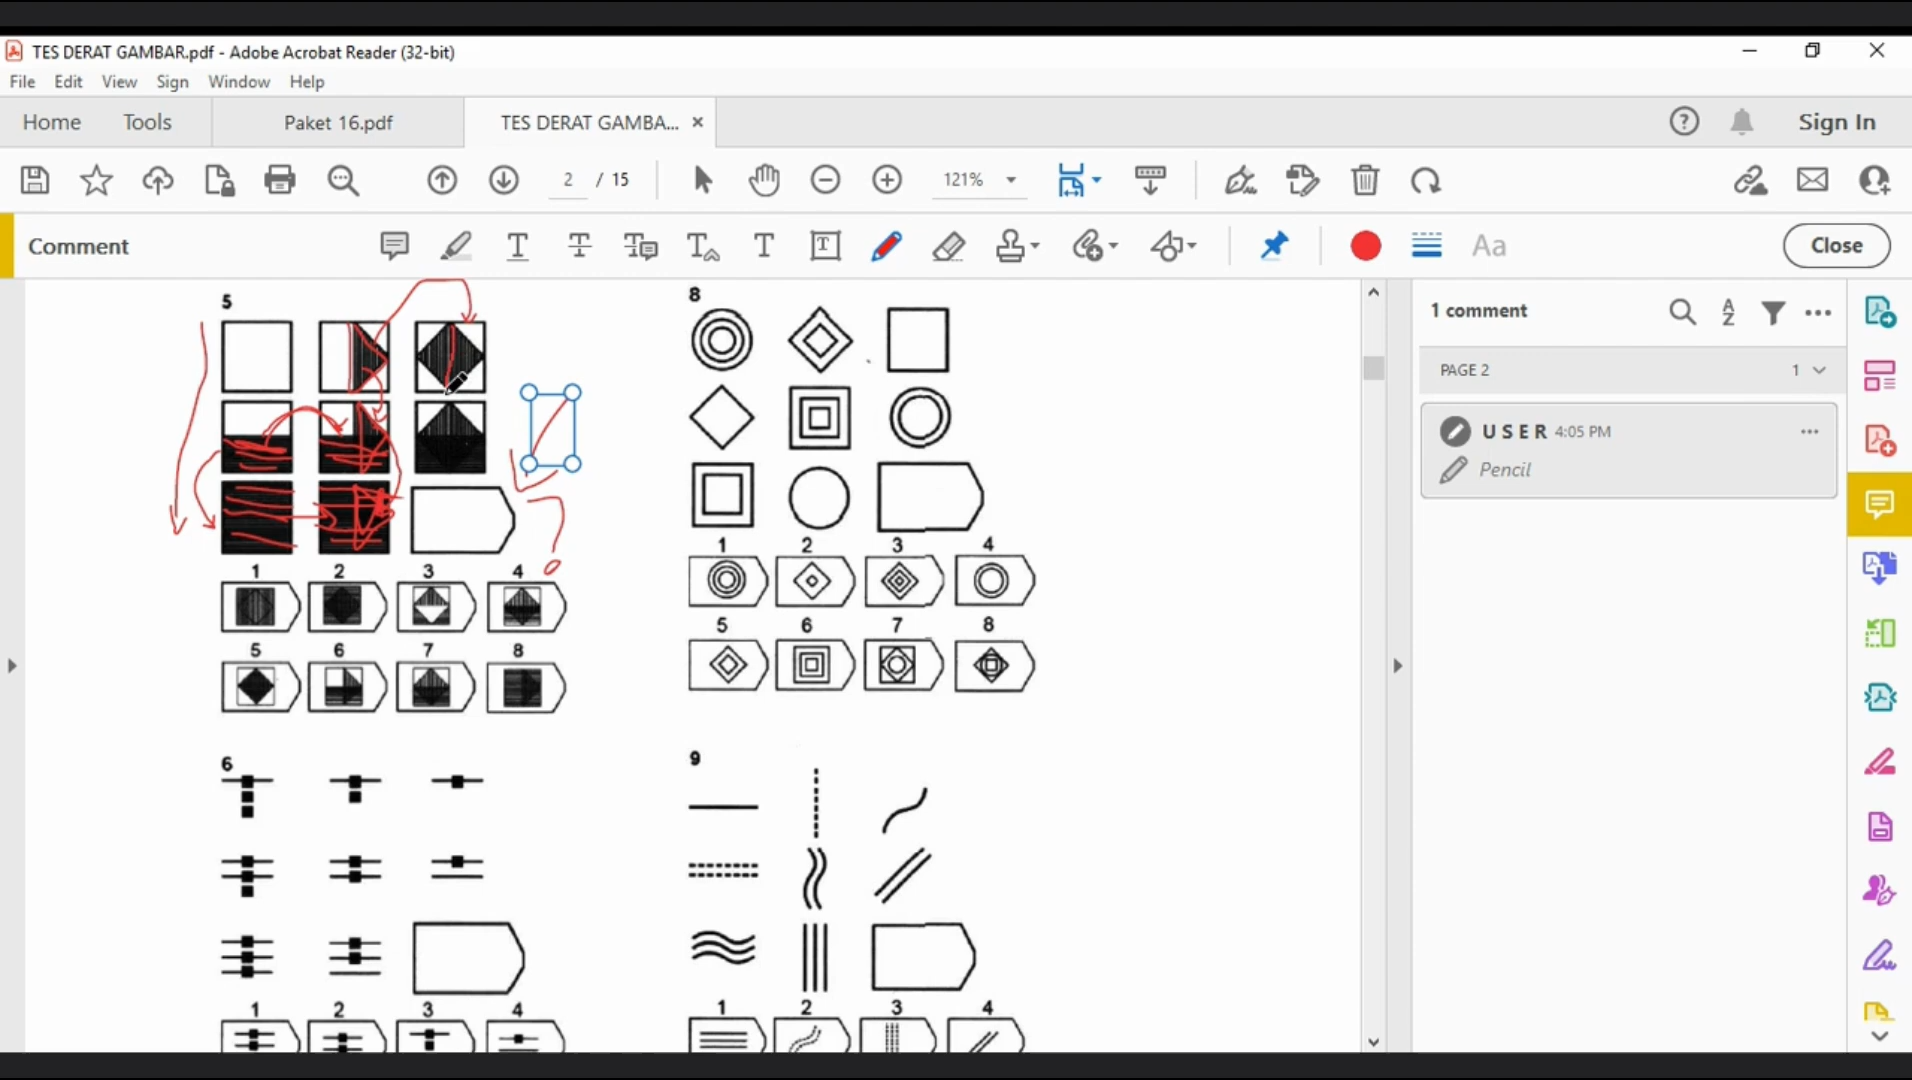 TES DERAT GAMBAR.pdf - Adobe Acrobat Reader (32-bit)
File Edit View Sign Window Help
Home Tools Paket 16.pdf TES DERAT GAMBA... × Sign In
2 / 15 121%
Comment Close
1 comment
PAGE 2 1
U S E R 4:05 PM
Pencil
5
1 2 3 4
5 6 7 8
8
1 2 3 4
5 6 7 8
6
1 2 3 4
9
1 2 3 4